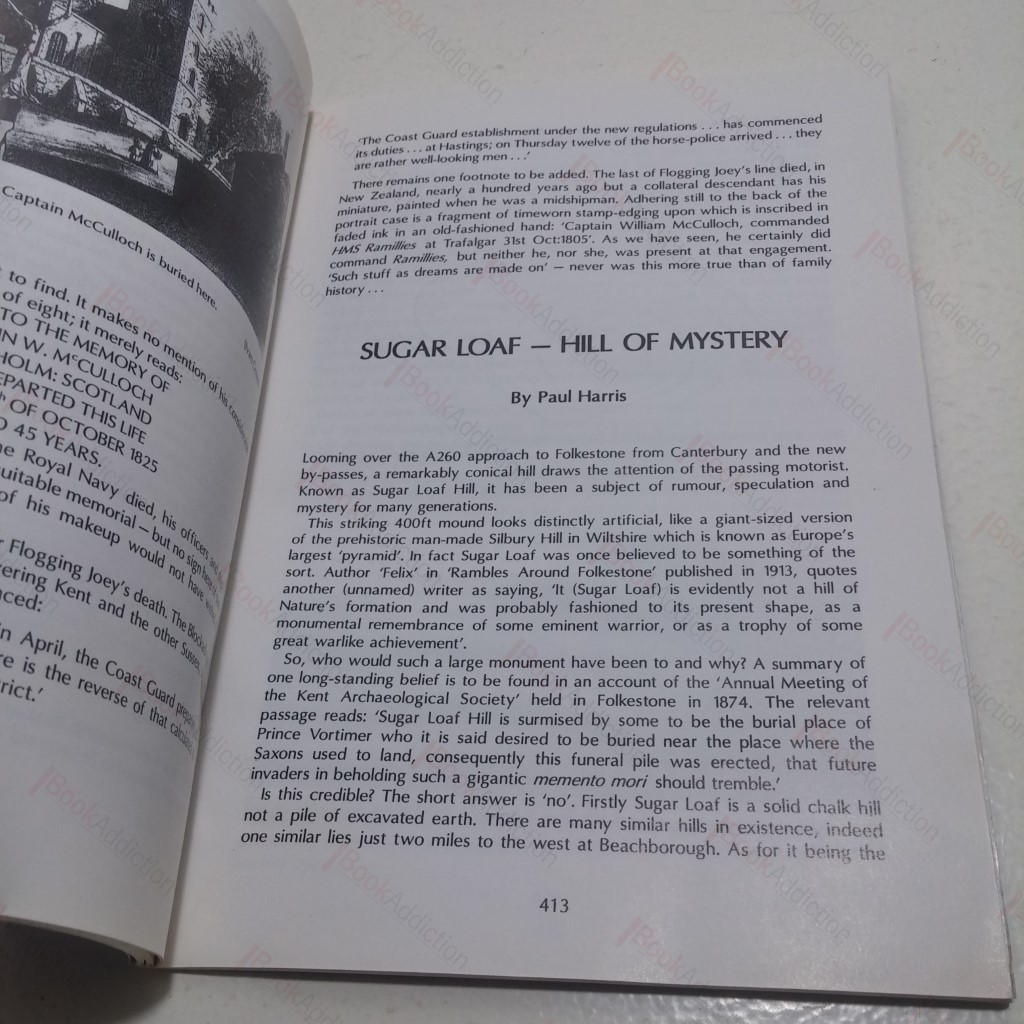 Captain McCulloch is buried here.
to find. It makes no mention of his
of eight; it merely reads:
TO THE MEMORY OF
N W. McCULLOCH
HOLM: SCOTLAND
EPARTED THIS LIFE
th OF OCTOBER 1825
D 45 YEARS.
he Royal Navy died, his officers
uitable memorial – but no sign
of his makeup would not have
r Flogging Joey's death. The
ering Kent and the other Sussex
nced:
in April, the Coast Guard
re is the reverse of that
rict.'
'The Coast Guard establishment under the new regulations . . . has commenced
its duties . . . at Hastings; on Thursday twelve of the horse-police arrived . . . they
are rather well-looking men . . .'
There remains one footnote to be added. The last of Flogging Joey's line died, in
New Zealand, nearly a hundred years ago but a collateral descendant has his
miniature, painted when he was a midshipman. Adhering still to the back of the
portrait case is a fragment of timeworn stamp-edging upon which is inscribed in
faded ink in an old-fashioned hand: 'Captain William McCulloch, commanded
HMS Ramillies at Trafalgar 31st Oct:1805'. As we have seen, he certainly did
command Ramillies, but neither he, nor she, was present at that engagement.
'Such stuff as dreams are made on' – never was this more true than of family
history . . .
SUGAR LOAF – HILL OF MYSTERY
By Paul Harris
Looming over the A260 approach to Folkestone from Canterbury and the new
by-passes, a remarkably conical hill draws the attention of the passing motorist.
Known as Sugar Loaf Hill, it has been a subject of rumour, speculation and
mystery for many generations.
This striking 400ft mound looks distinctly artificial, like a giant-sized version
of the prehistoric man-made Silbury Hill in Wiltshire which is known as Europe's
largest 'pyramid'. In fact Sugar Loaf was once believed to be something of the
sort. Author 'Felix' in 'Rambles Around Folkestone' published in 1913, quotes
another (unnamed) writer as saying, 'It (Sugar Loaf) is evidently not a hill of
Nature's formation and was probably fashioned to its present shape, as a
monumental remembrance of some eminent warrior, or as a trophy of some
great warlike achievement'.
So, who would such a large monument have been to and why? A summary of
one long-standing belief is to be found in an account of the 'Annual Meeting of
the Kent Archaeological Society' held in Folkestone in 1874. The relevant
passage reads: 'Sugar Loaf Hill is surmised by some to be the burial place of
Prince Vortimer who it is said desired to be buried near the place where the
Saxons used to land, consequently this funeral pile was erected, that future
invaders in beholding such a gigantic memento mori should tremble.'
Is this credible? The short answer is 'no'. Firstly Sugar Loaf is a solid chalk hill
not a pile of excavated earth. There are many similar hills in existence, indeed
one similar lies just two miles to the west at Beachborough. As for it being the
413
BookAddiction